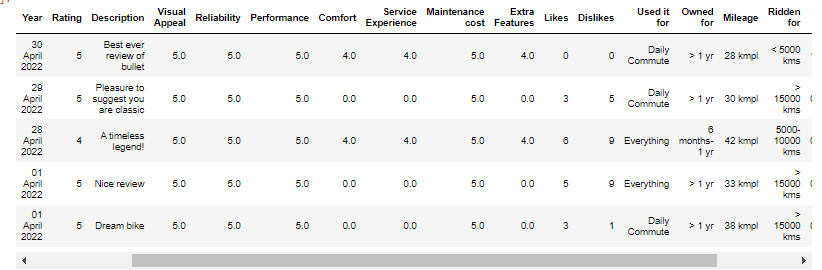 Year Rating Description Visual Appeal Reliability Performance Comfort Service Experience Maintenance cost Extra Features Likes Dislikes Used it for Owned for Mileage Ridden for
30 April 2022 5 Best ever review of bullet 5.0 5.0 5.0 4.0 4.0 5.0 4.0 0 0 Daily Commute > 1 yr 28 kmpl < 5000 kms
29 April 2022 5 Pleasure to suggest you are classic 5.0 5.0 5.0 0.0 0.0 5.0 0.0 3 5 Daily Commute > 1 yr 30 kmpl > 15000 kms
28 April 2022 4 A timeless legend! 5.0 5.0 5.0 4.0 4.0 5.0 4.0 6 9 Everything 6 months-1 yr 42 kmpl 5000-10000 kms
01 April 2022 5 Nice review 5.0 5.0 5.0 0.0 0.0 5.0 0.0 5 9 Everything > 1 yr 33 kmpl > 15000 kms
01 April 2022 5 Dream bike 5.0 5.0 5.0 0.0 0.0 5.0 0.0 3 1 Daily Commute > 1 yr 38 kmpl > 15000 kms